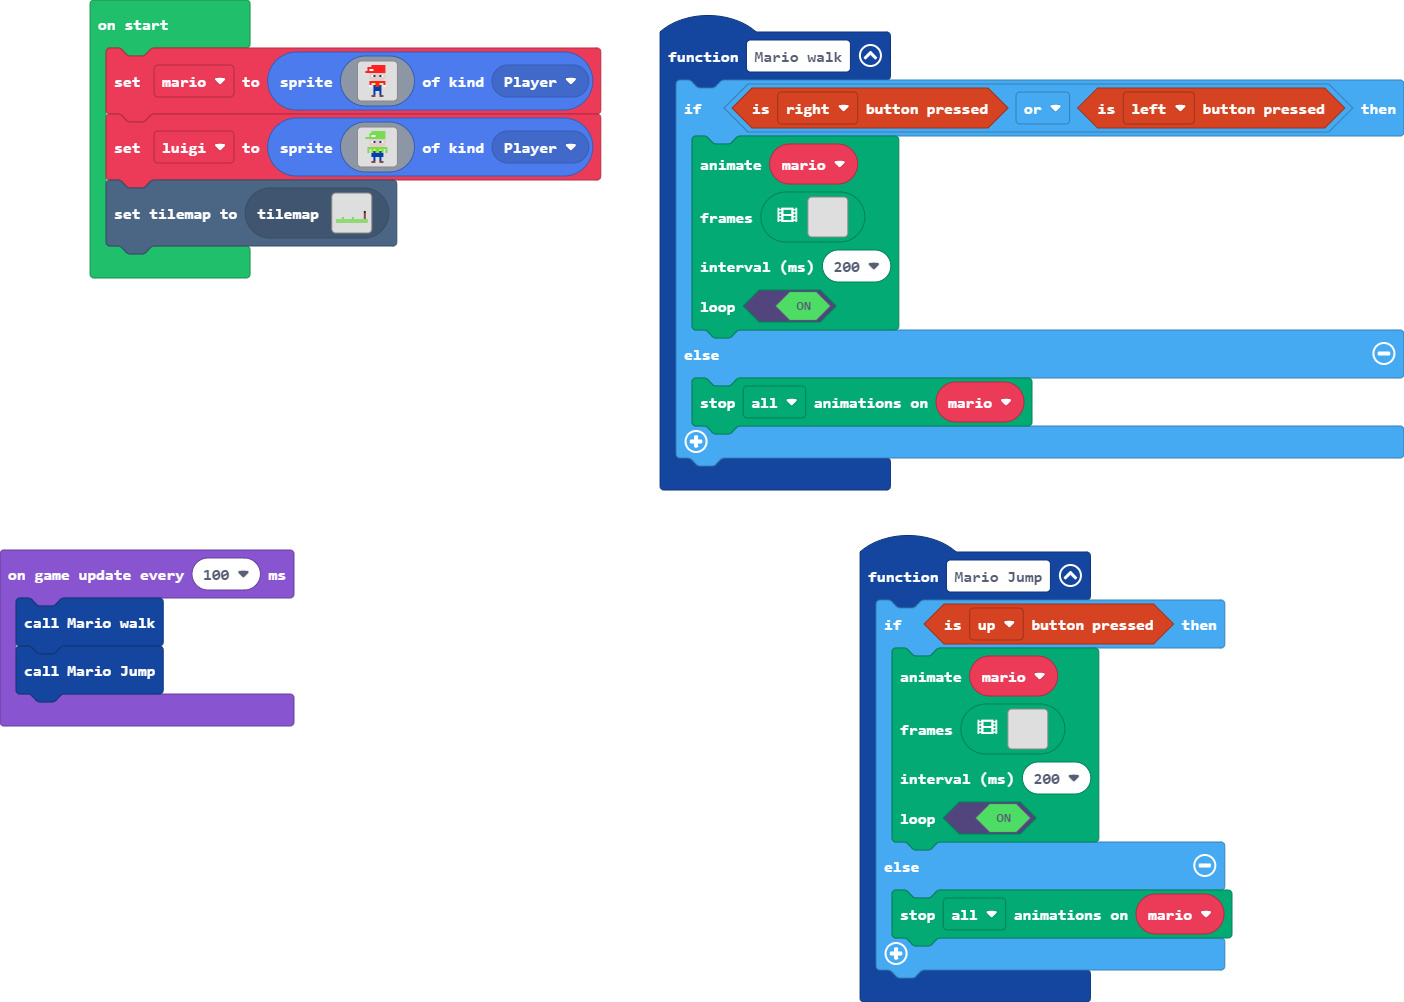 on start
set mario to sprite of kind Player
set luigi to sprite of kind Player
set tilemap to tilemap
function Mario walk
if is right button pressed or is left button pressed then
animate mario
frames
interval (ms) 200
loop ON
else
stop all animations on mario
on game update every 100 ms
call Mario walk
call Mario Jump
function Mario Jump
if is up button pressed then
animate mario
frames
interval (ms) 200
loop ON
else
stop all animations on mario